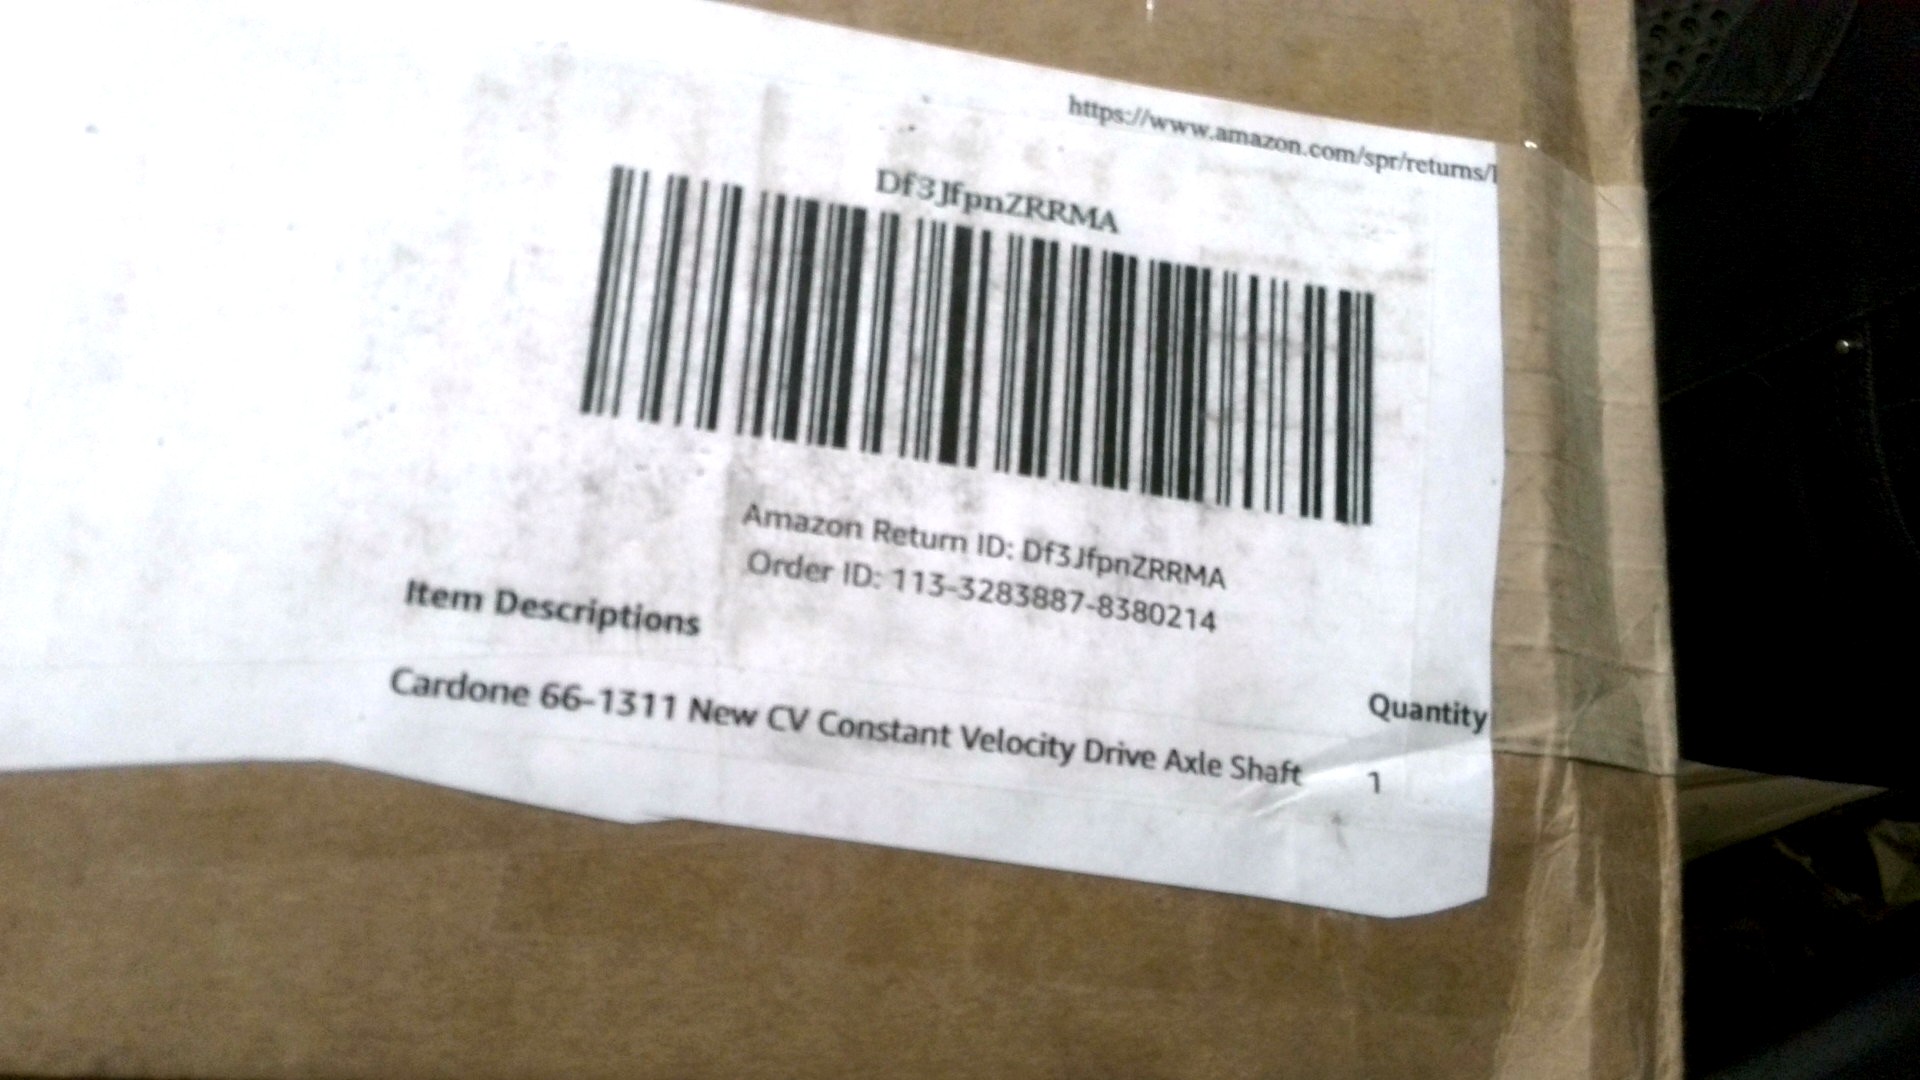 https://www.amazon.com/spr/returns/
Df3JfpnZRRMA
Amazon Return ID: Df3JfpnZRRMA
Order ID: 113-3283887-8380214
Item Descriptions
Quantity
Cardone 66-1311 New CV Constant Velocity Drive Axle Shaft 1